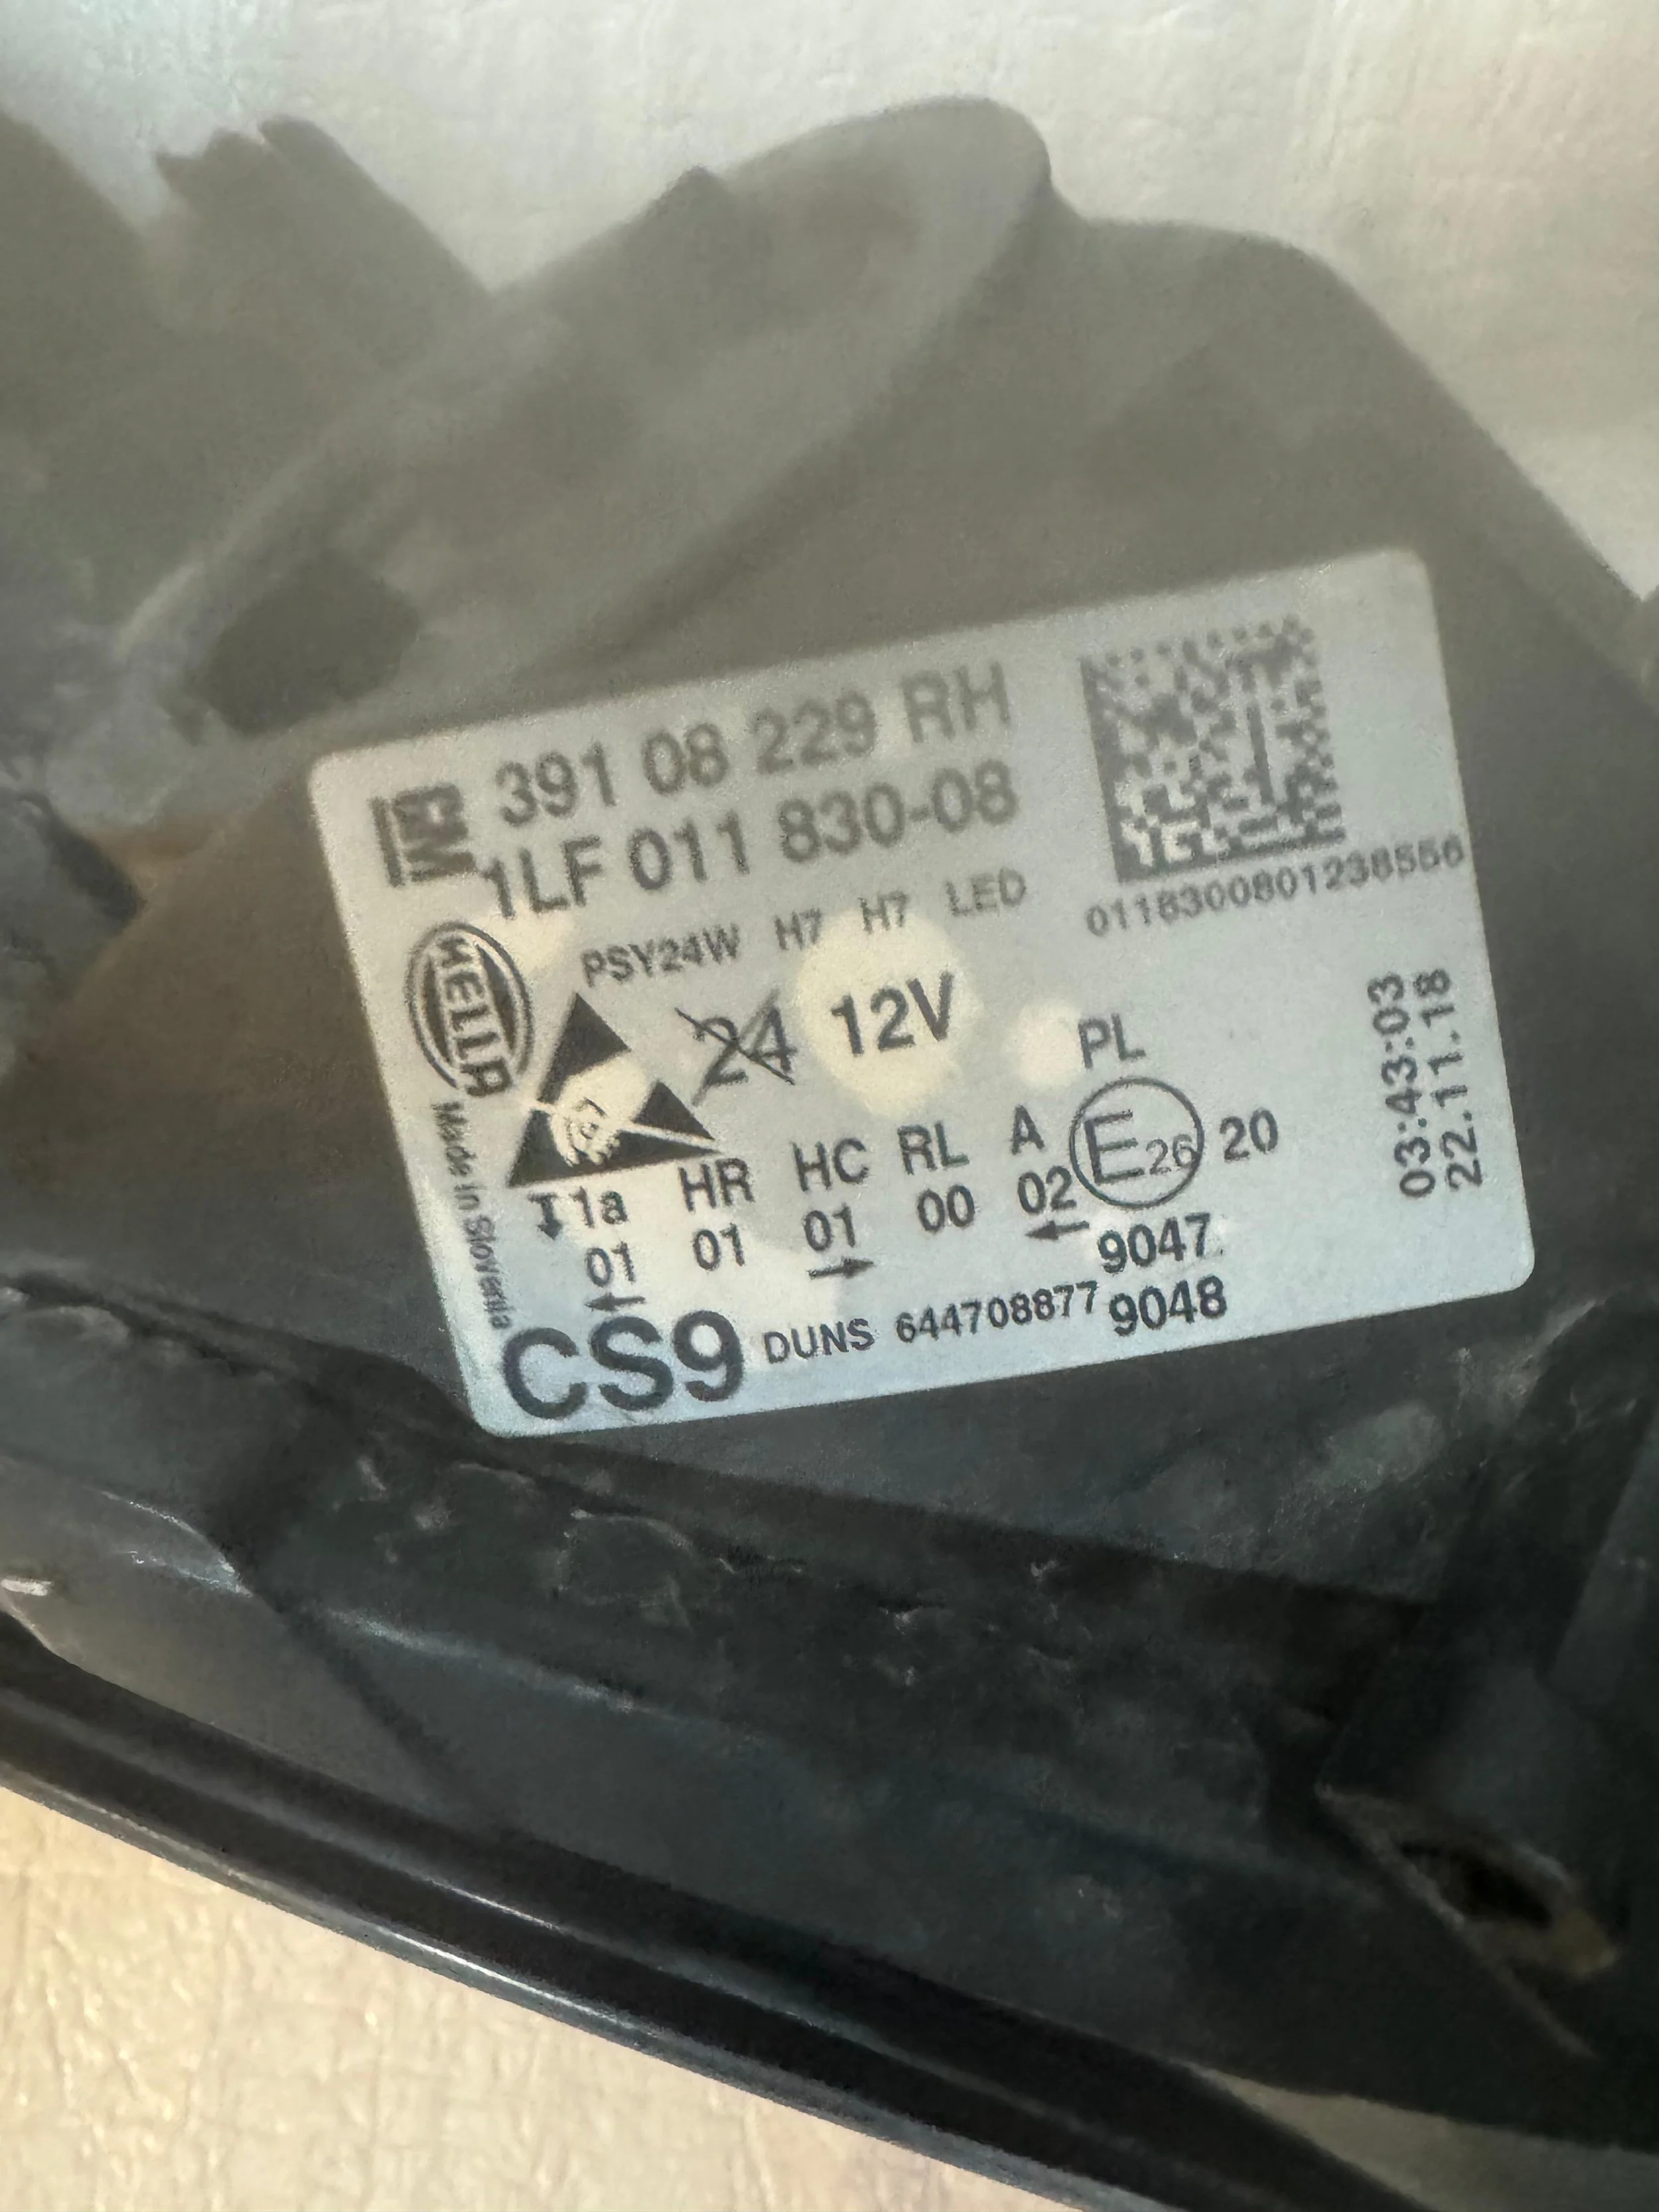 GM 391 08 229 RH
1LF 011 830-08
0118300801238556
HELLA
PSY24W H7 H7 LED
24 12V
PL
E26 20
1a HR HC RL A
01 01 01 00 02
9047
9048
CS9 DUNS 644708877
Made in Slovenia
03:43:03
22.11.18